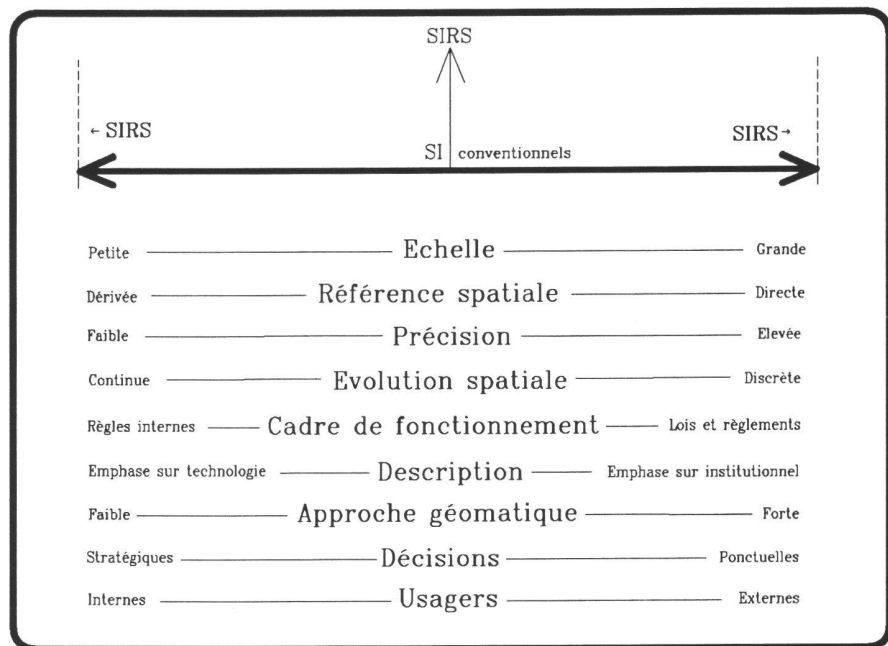 SIRS
← SIRS SIRS →
SI conventionnels
Petite Echelle Grande
Dérivée Référence spatiale Directe
Faible Précision Elevée
Continue Evolution spatiale Discrète
Règles internes Cadre de fonctionnement Lois et règlements
Emphase sur technologie Description Emphase sur institutionnel
Faible Approche géomatique Forte
Stratégiques Décisions Ponctuelles
Internes Usagers Externes